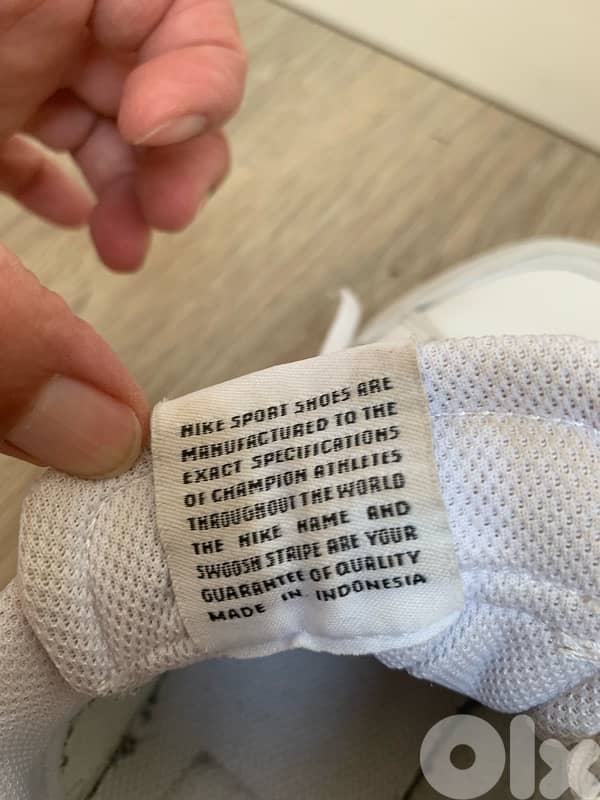 NIKE SPORT SHOES ARE
MANUFACTURED TO THE
EXACT SPECIFICATIONS
OF CHAMPION ATHLETES
THROUGHOUT THE WORLD
THE NIKE NAME AND
SWOOSH STRIPE ARE YOUR
GUARANTEE OF QUALITY
MADE IN INDONESIA
olx